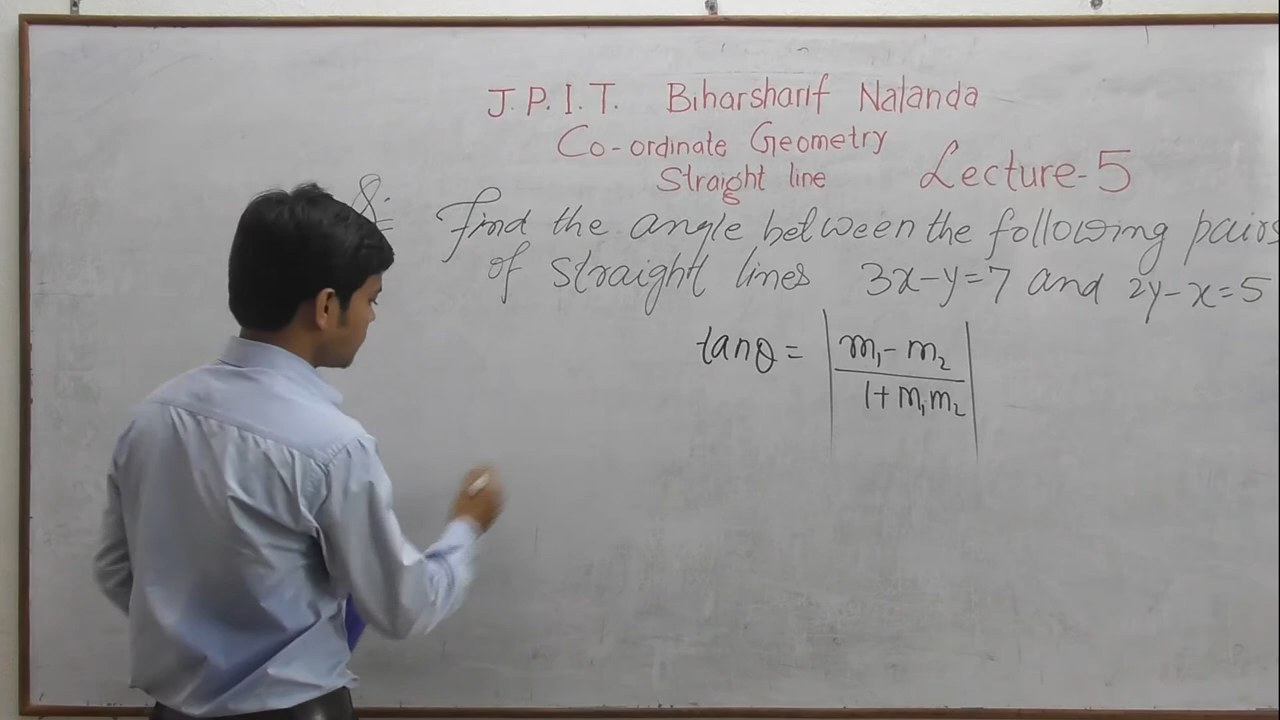 J.P.I.T. Biharsharif Nalanda
Co-ordinate Geometry
Straight line Lecture-5
Q: Find the angle between the following pairs
of straight lines 3x-y=7 and 2y-x=5
tanθ = | m₁ - m₂ / 1 + m₁m₂ |